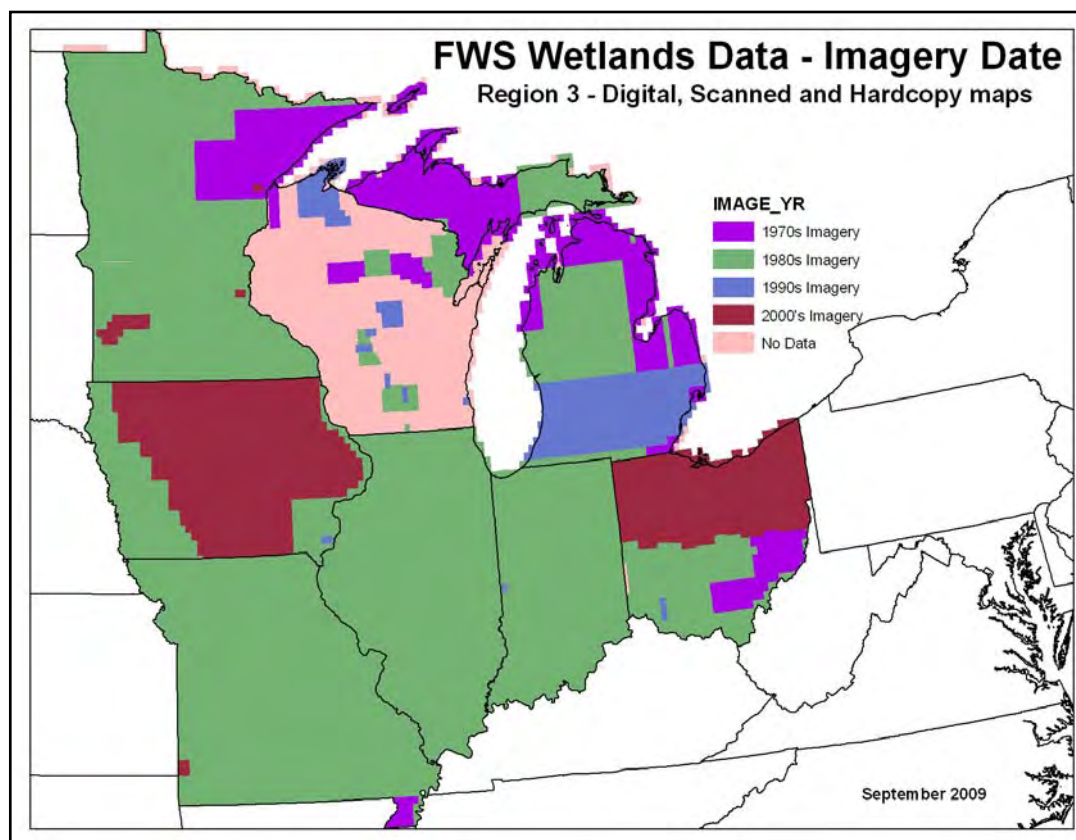 FWS Wetlands Data - Imagery Date
Region 3 - Digital, Scanned and Hardcopy maps
IMAGE_YR
1970s Imagery
1980s Imagery
1990s Imagery
2000's Imagery
No Data
September 2009